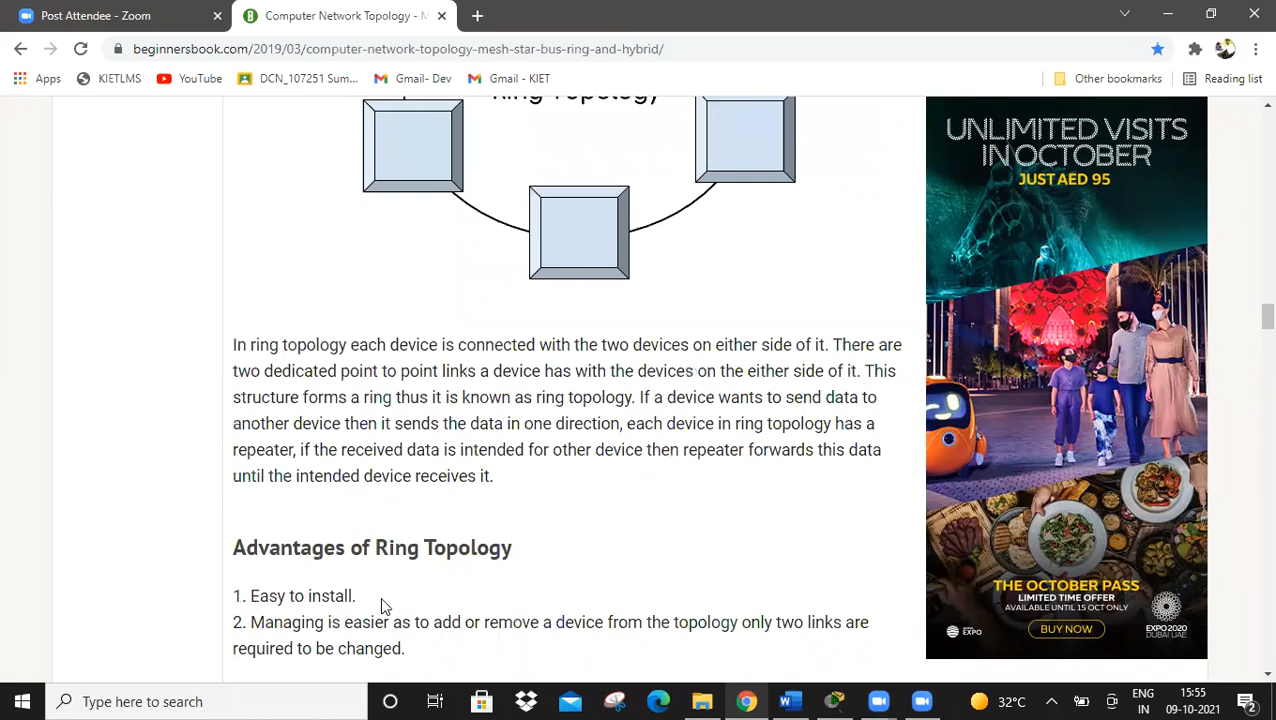 Post Attendee - Zoom
Computer Network Topology - M
beginnersbook.com/2019/03/computer-network-topology-mesh-star-bus-ring-and-hybrid/
Apps
KIETLMS
YouTube
DCN_107251 Sum...
Gmail- Dev
Gmail - KIET
Other bookmarks
Reading list
Ring Topology
In ring topology each device is connected with the two devices on either side of it. There are
two dedicated point to point links a device has with the devices on the either side of it. This
structure forms a ring thus it is known as ring topology. If a device wants to send data to
another device then it sends the data in one direction, each device in ring topology has a
repeater, if the received data is intended for other device then repeater forwards this data
until the intended device receives it.
Advantages of Ring Topology
1. Easy to install.
2. Managing is easier as to add or remove a device from the topology only two links are
required to be changed.
UNLIMITED VISITS
IN OCTOBER
JUST AED 95
THE OCTOBER PASS
LIMITED TIME OFFER
AVAILABLE UNTIL 15 OCT ONLY
BUY NOW
EXPO
EXPO 2020
DUBAI UAE
Type here to search
32°C
ENG
IN
15:55
09-10-2021
2